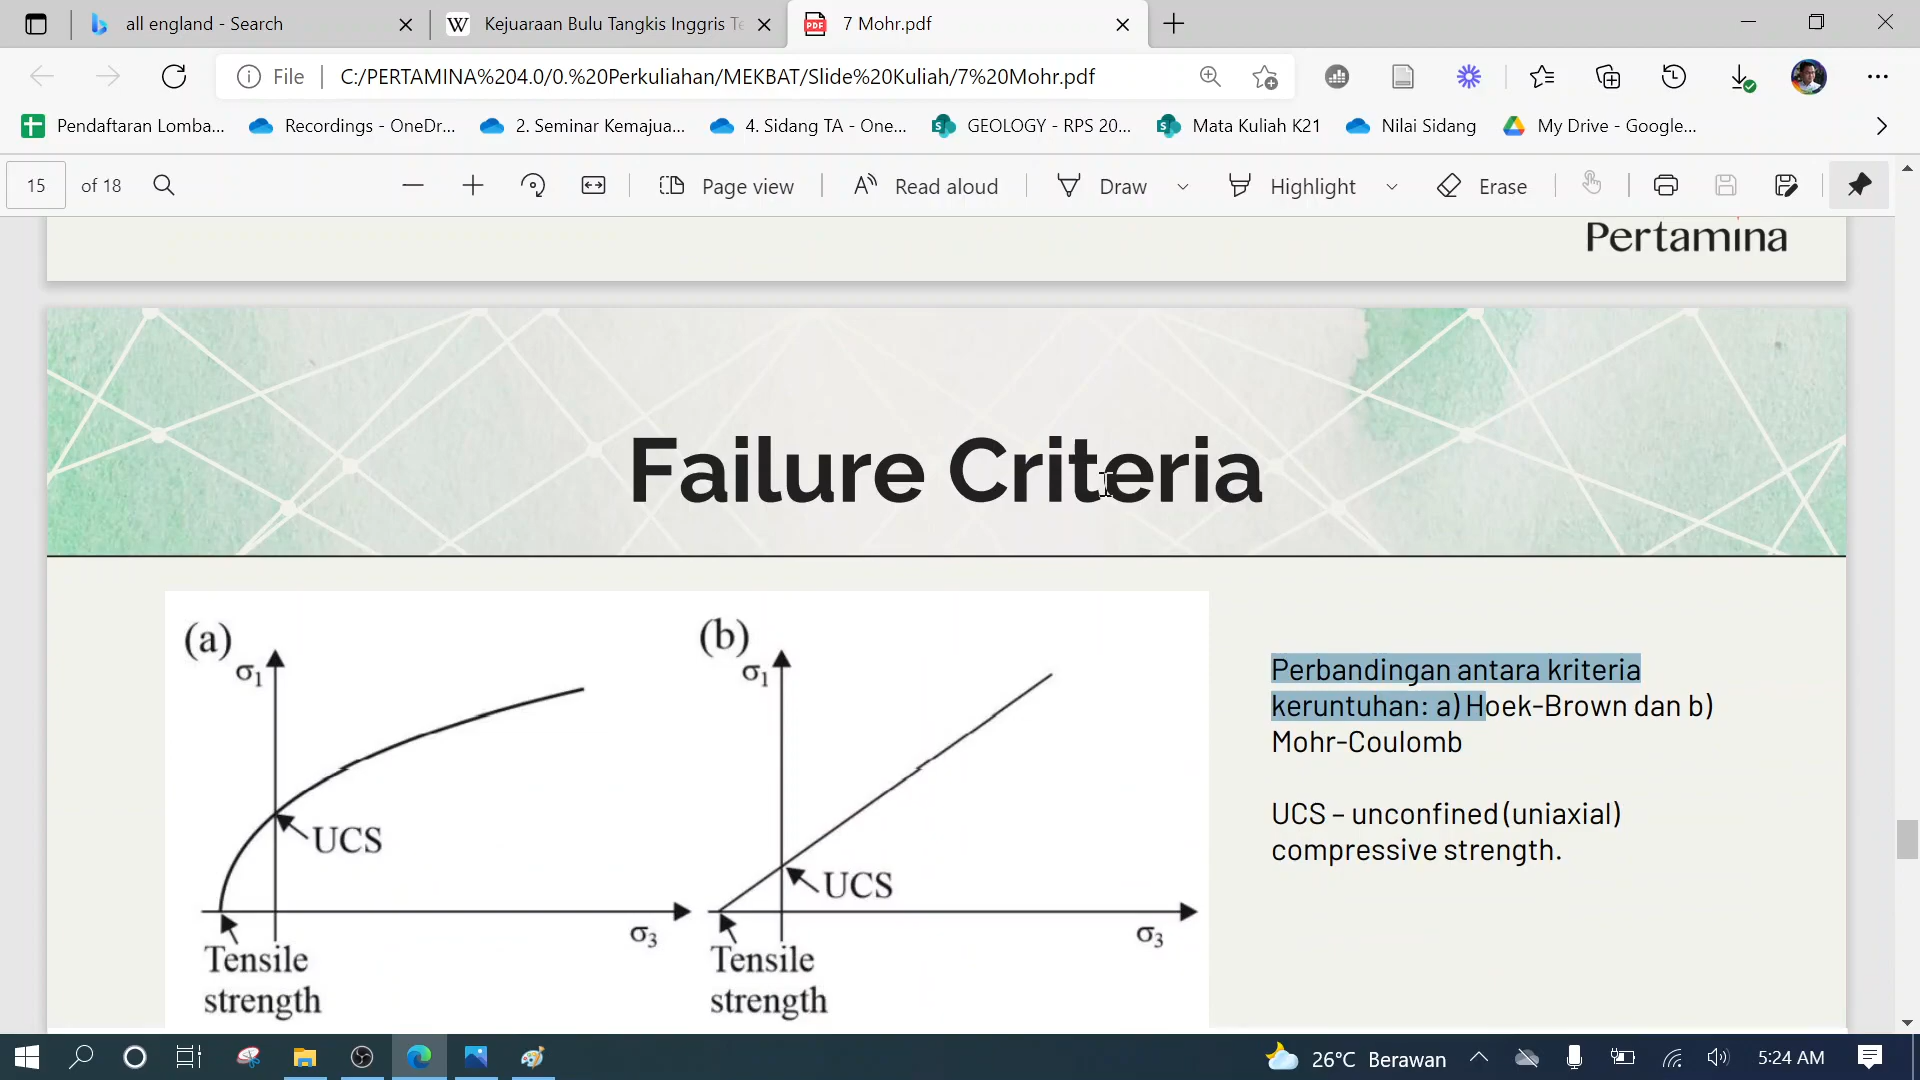 all england - Search
Kejuaraan Bulu Tangkis Inggris Te
7 Mohr.pdf
File
C:/PERTAMINA%204.0/0.%20Perkuliahan/MEKBAT/Slide%20Kuliah/7%20Mohr.pdf
Pendaftaran Lomba...
Recordings - OneDr...
2. Seminar Kemajua...
4. Sidang TA - One...
GEOLOGY - RPS 20...
Mata Kuliah K21
Nilai Sidang
My Drive - Google...
15 of 18
Page view
Read aloud
Draw
Highlight
Erase
Pertamina
Failure Criteria
(a)
σ1
UCS
σ3
Tensile
strength
(b)
σ1
UCS
σ3
Tensile
strength
Perbandingan antara kriteria
keruntuhan: a) Hoek-Brown dan b)
Mohr-Coulomb
UCS – unconfined (uniaxial)
compressive strength.
26°C Berawan
5:24 AM